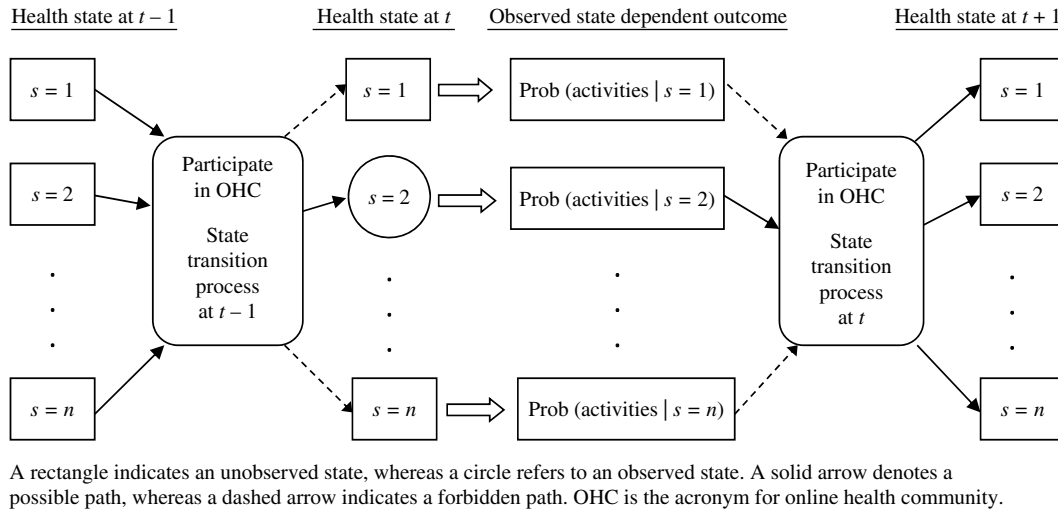 Health state at t – 1
Health state at t
Observed state dependent outcome
Health state at t + 1
s = 1
s = 1
Prob (activities | s = 1)
s = 1
Participate
in OHC
State
transition
process
at t – 1
Participate
in OHC
State
transition
process
at t
s = 2
s = 2
Prob (activities | s = 2)
s = 2
s = n
s = n
Prob (activities | s = n)
s = n
A rectangle indicates an unobserved state, whereas a circle refers to an observed state. A solid arrow denotes a
possible path, whereas a dashed arrow indicates a forbidden path. OHC is the acronym for online health community.